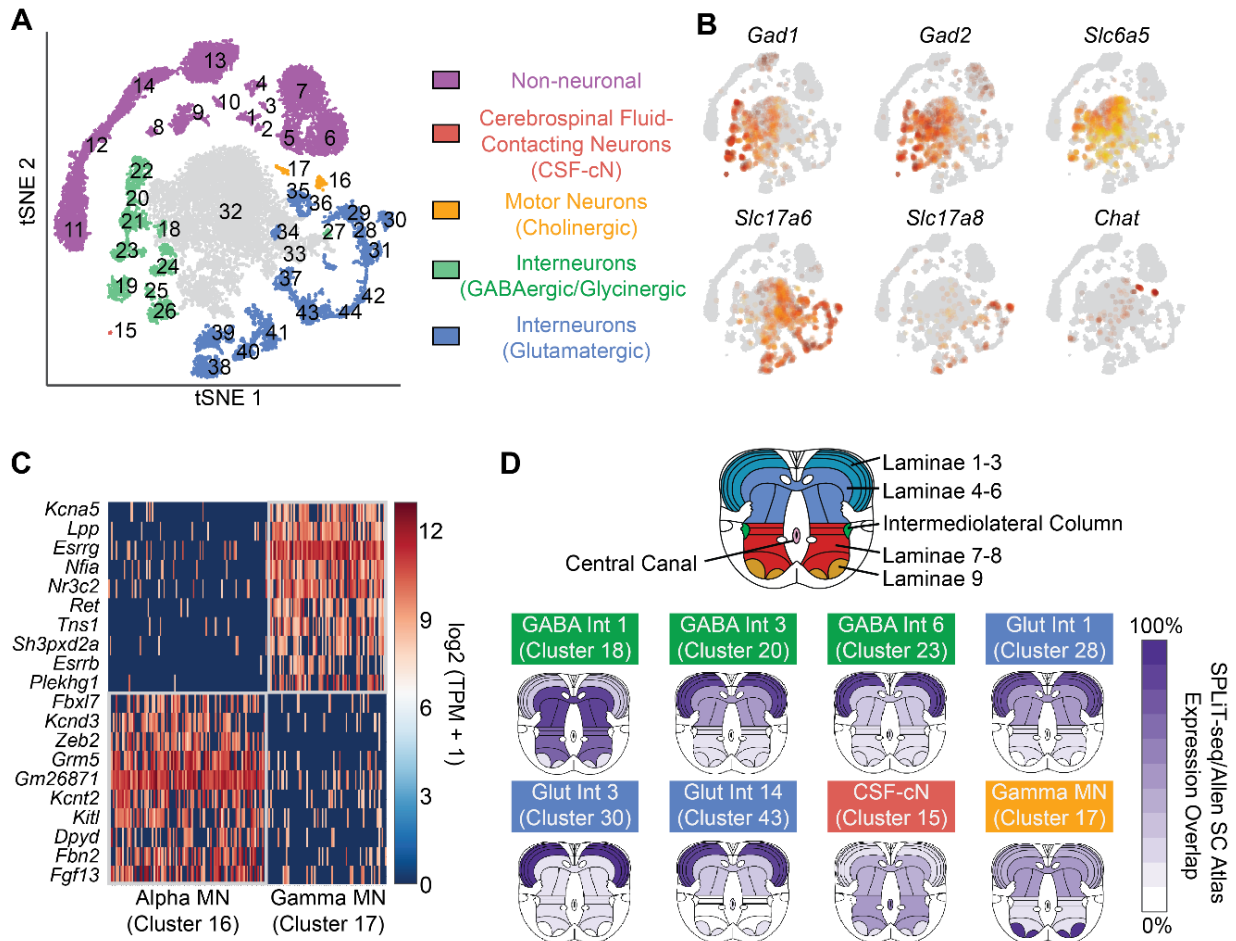 A
tSNE 2
tSNE 1
13
14
4
7
10
3
9
1
8
2
5
6
12
22
17
16
20
35
36
32
29
30
11
21
18
27
28
34
31
23
33
24
37
19
25
42
26
43
44
15
39
41
40
38
Non-neuronal
Cerebrospinal Fluid-
Contacting Neurons
(CSF-cN)
Motor Neurons
(Cholinergic)
Interneurons
(GABAergic/Glycinergic
Interneurons
(Glutamatergic)
B
Gad1
Gad2
Slc6a5
Slc17a6
Slc17a8
Chat
C
Kcna5
Lpp
Esrrg
Nfia
Nr3c2
Ret
Tns1
Sh3pxd2a
Esrrb
Plekhg1
Fbxl7
Kcnd3
Zeb2
Grm5
Gm26871
Kcnt2
Kitl
Dpyd
Fbn2
Fgf13
Alpha MN
(Cluster 16)
Gamma MN
(Cluster 17)
12
9
6
3
0
log2 (TPM + 1)
D
Laminae 1-3
Laminae 4-6
Intermediolateral Column
Laminae 7-8
Laminae 9
Central Canal
GABA Int 1
(Cluster 18)
GABA Int 3
(Cluster 20)
GABA Int 6
(Cluster 23)
Glut Int 1
(Cluster 28)
Glut Int 3
(Cluster 30)
Glut Int 14
(Cluster 43)
CSF-cN
(Cluster 15)
Gamma MN
(Cluster 17)
100%
0%
SPLiT-seq/Allen SC Atlas
Expression Overlap